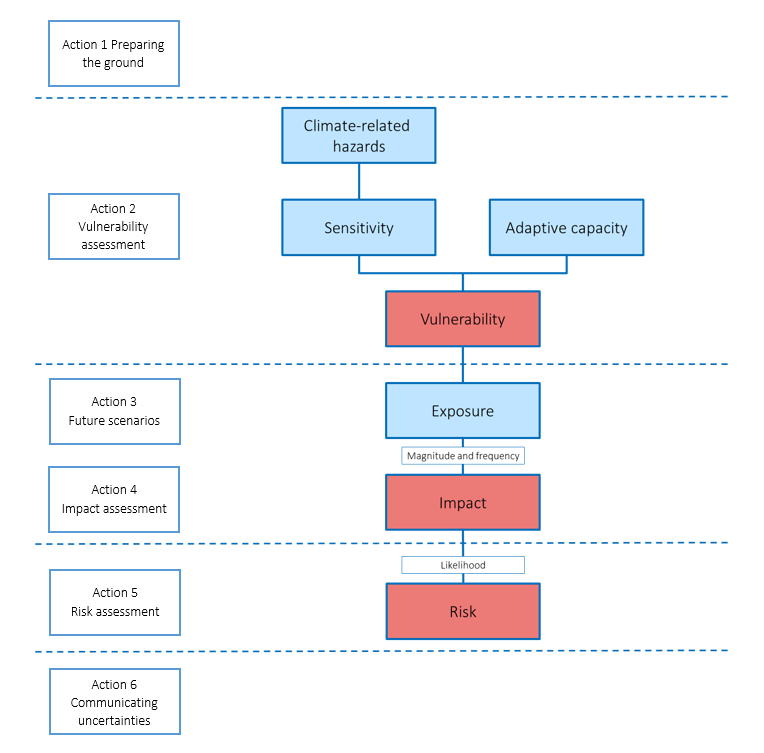 Action 1 Preparing
the ground
Climate-related
hazards
Action 2
Vulnerability
assessment
Sensitivity
Adaptive capacity
Vulnerability
Action 3
Future scenarios
Exposure
Magnitude and frequency
Action 4
Impact assessment
Impact
Likelihood
Action 5
Risk assessment
Risk
Action 6
Communicating
uncertainties